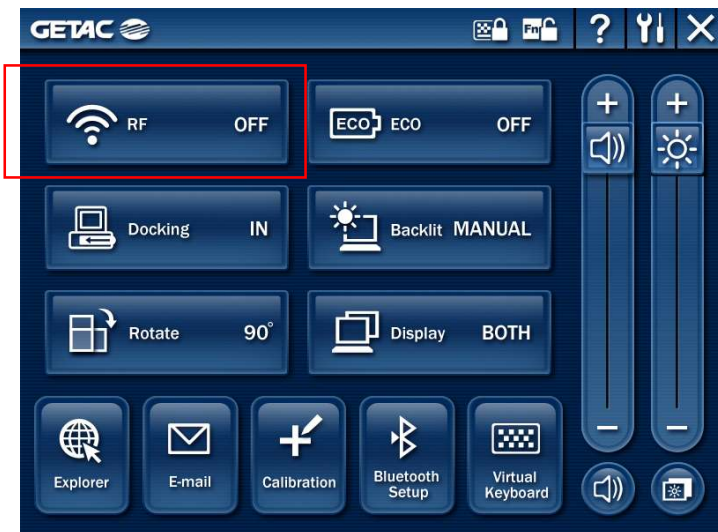 GETAC
Fn
?
RF OFF
ECO ECO OFF
Docking IN
Backlit MANUAL
Rotate 90°
Display BOTH
Explorer
E-mail
Calibration
Bluetooth
Setup
Virtual
Keyboard
+
+
−
−